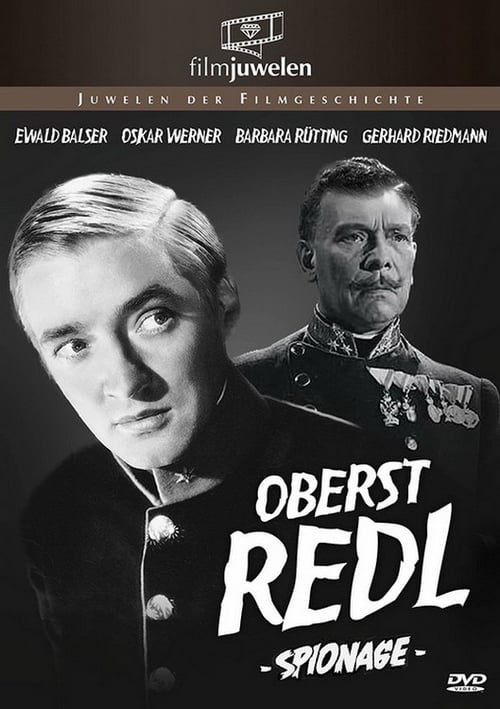 filmjuwelen
JUWELEN DER FILMGESCHICHTE
EWALD BALSER OSKAR WERNER BARBARA RÜTTING GERHARD RIEDMANN
OBERST
REDL
- SPIONAGE -
DVD
VIDEO